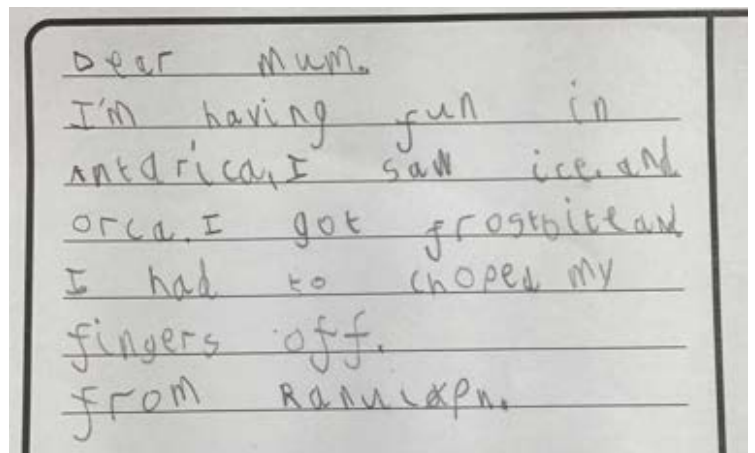 Dear Mum.
I'm having fun in
Antarica, I saw ice. and
orca. I got frostbite and
I had to choped my
fingers off.
from